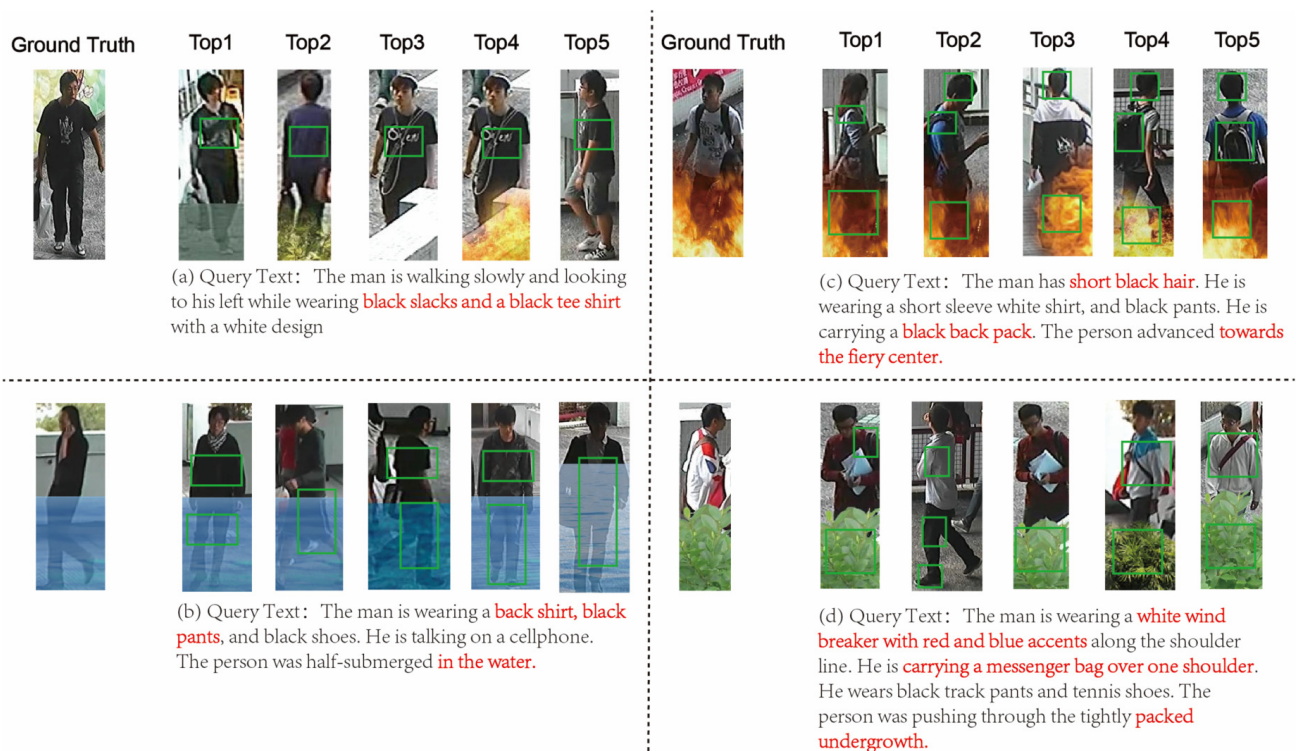 Ground Truth Top1 Top2 Top3 Top4 Top5
(a) Query Text: The man is walking slowly and looking
to his left while wearing black slacks and a black tee shirt
with a white design
Ground Truth Top1 Top2 Top3 Top4 Top5
(c) Query Text: The man has short black hair. He is
wearing a short sleeve white shirt, and black pants. He is
carrying a black back pack. The person advanced towards
the fiery center.
(b) Query Text: The man is wearing a back shirt, black
pants, and black shoes. He is talking on a cellphone.
The person was half-submerged in the water.
(d) Query Text: The man is wearing a white wind
breaker with red and blue accents along the shoulder
line. He is carrying a messenger bag over one shoulder.
He wears black track pants and tennis shoes. The
person was pushing through the tightly packed
undergrowth.